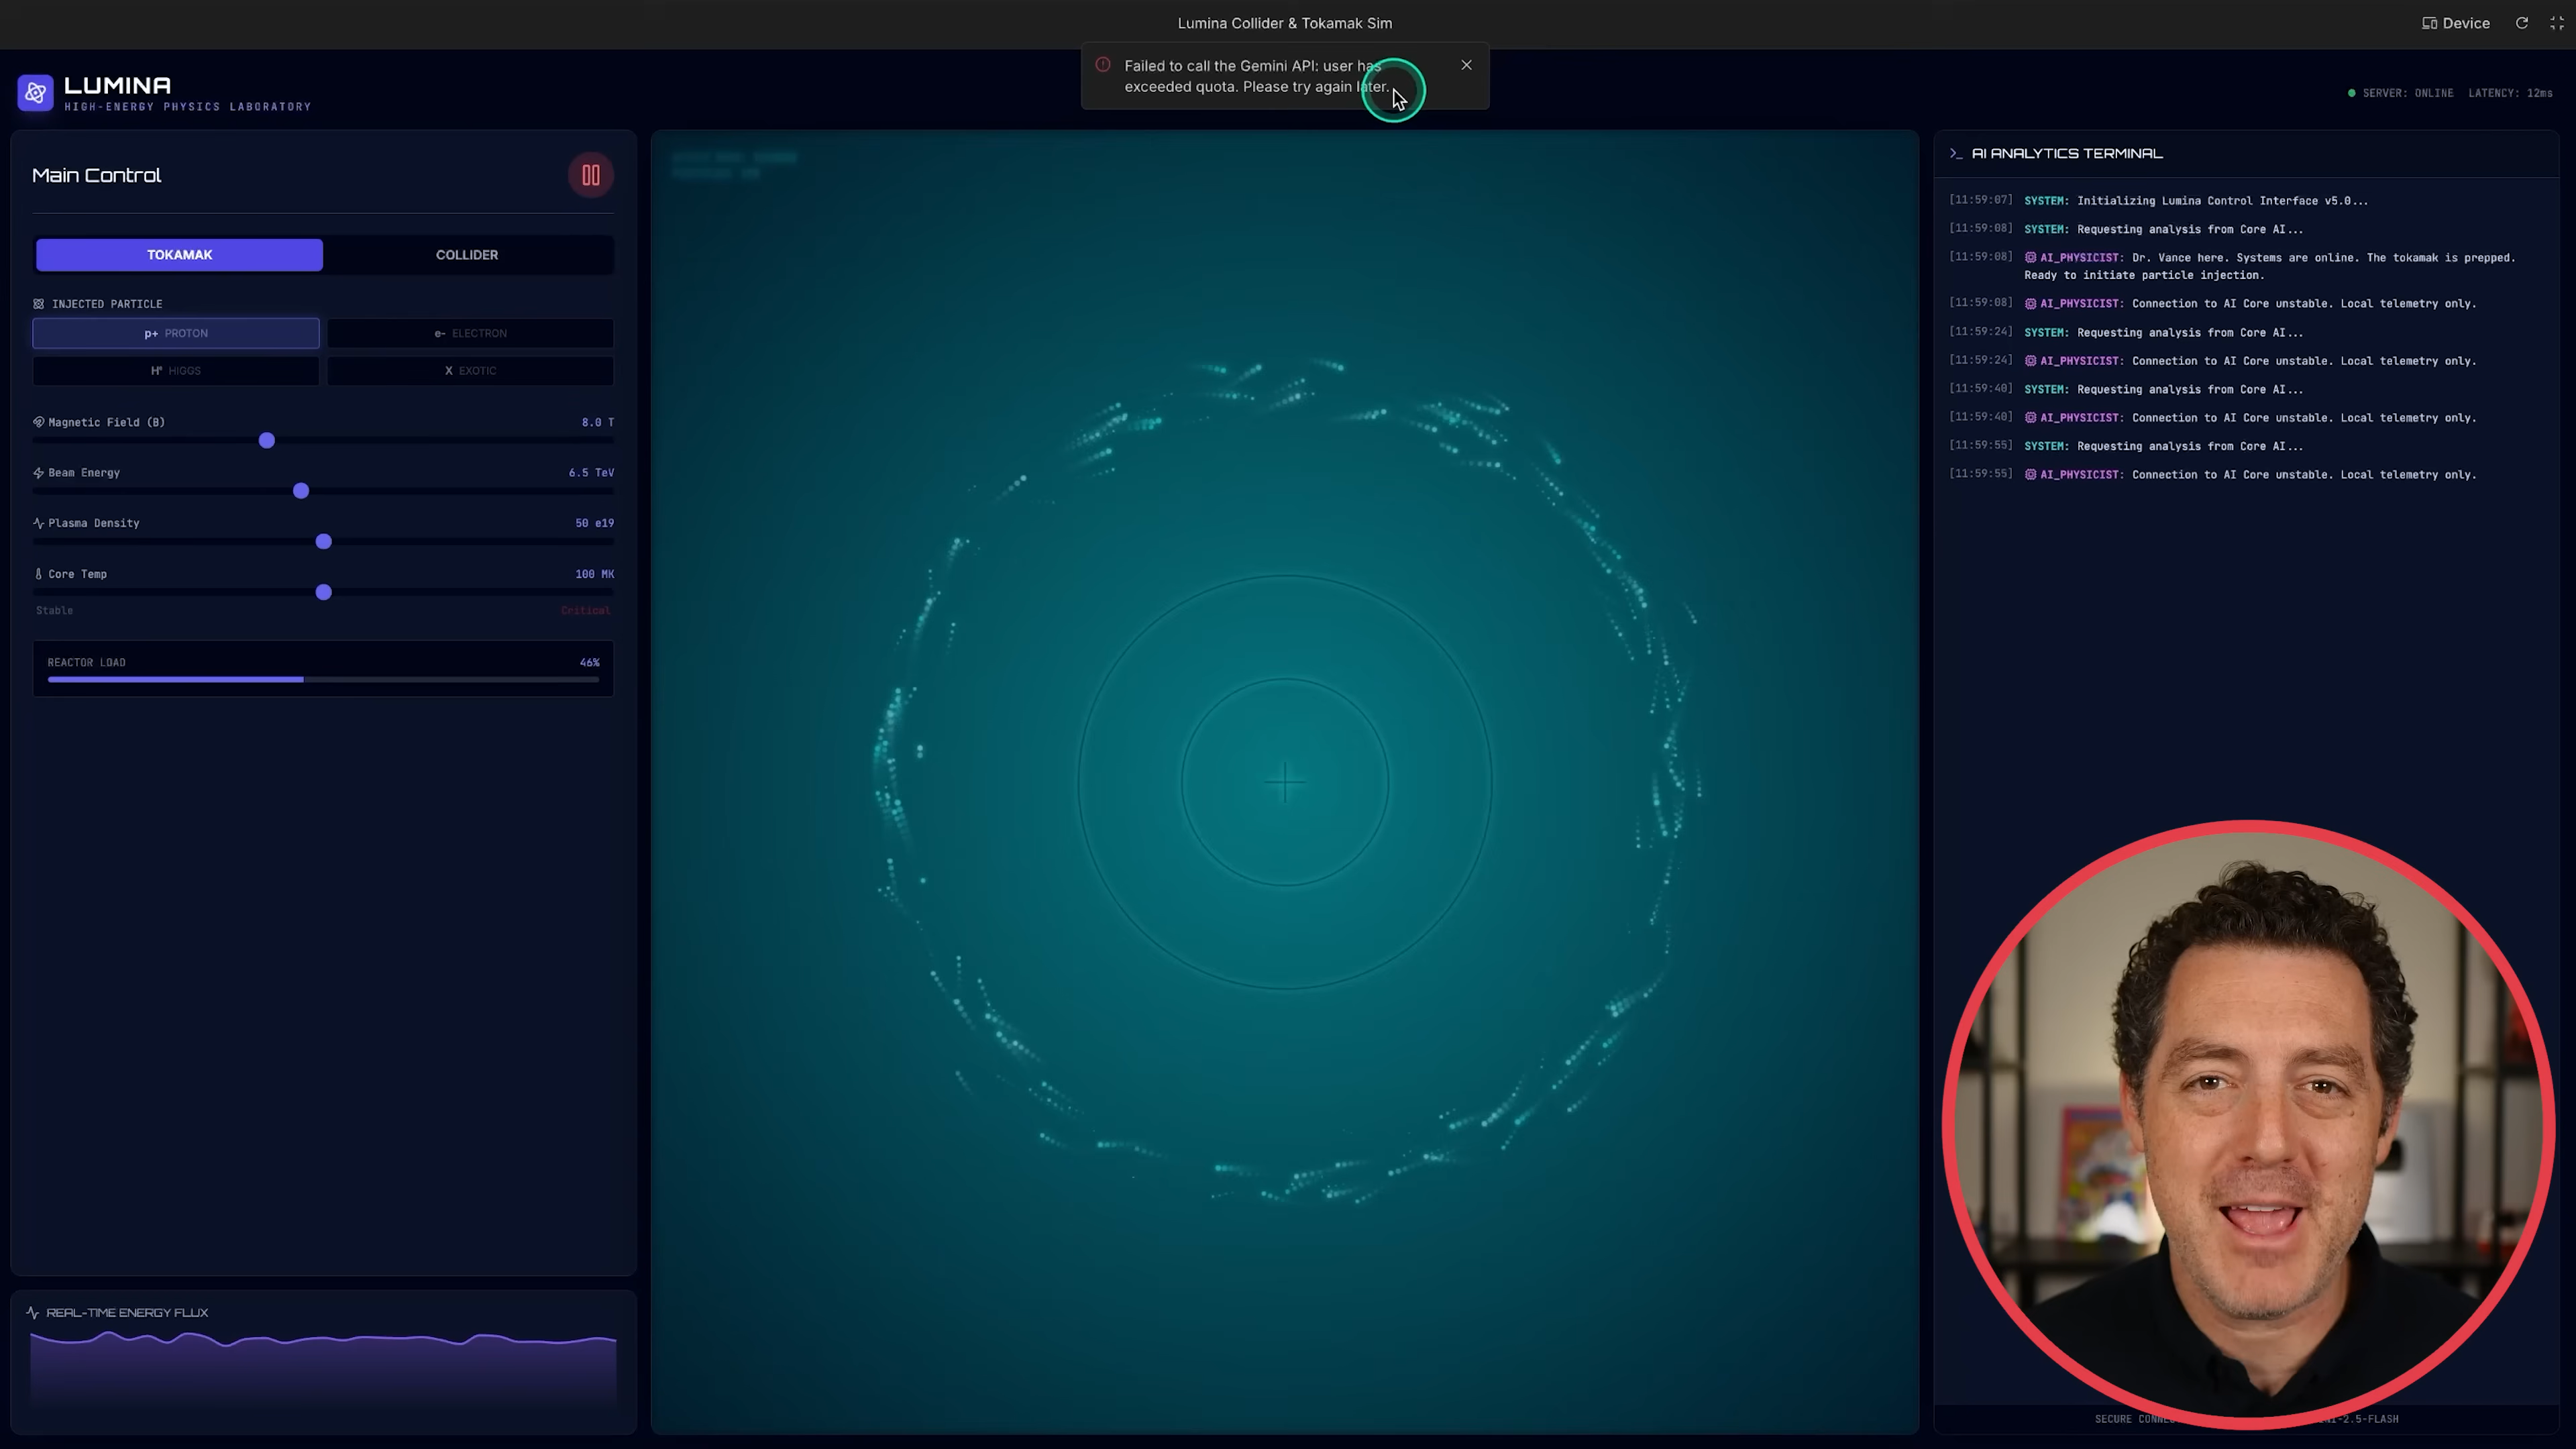 Lumina Collider & Tokamak Sim
Device
Failed to call the Gemini API: user has
exceeded quota. Please try again later.
LUMINA
HIGH-ENERGY PHYSICS LABORATORY
SERVER: ONLINE LATENCY: 12ms
Main Control
TOKAMAK COLLIDER
INJECTED PARTICLE
p+ PROTON e- ELECTRON
H⁰ HIGGS X EXOTIC
Magnetic Field (B) 8.0 T
Beam Energy 6.5 TeV
Plasma Density 50 e19
Core Temp 100 MK
Stable Critical
REACTOR LOAD 46%
REAL-TIME ENERGY FLUX
>_ AI ANALYTICS TERMINAL
[11:59:07] SYSTEM: Initializing Lumina Control Interface v5.0...
[11:59:08] SYSTEM: Requesting analysis from Core AI...
[11:59:08] AI_PHYSICIST: Dr. Vance here. Systems are online. The tokamak is prepped.
Ready to initiate particle injection.
[11:59:08] AI_PHYSICIST: Connection to AI Core unstable. Local telemetry only.
[11:59:24] SYSTEM: Requesting analysis from Core AI...
[11:59:24] AI_PHYSICIST: Connection to AI Core unstable. Local telemetry only.
[11:59:40] SYSTEM: Requesting analysis from Core AI...
[11:59:40] AI_PHYSICIST: Connection to AI Core unstable. Local telemetry only.
[11:59:55] SYSTEM: Requesting analysis from Core AI...
[11:59:55] AI_PHYSICIST: Connection to AI Core unstable. Local telemetry only.
SECURE -2.5-FLASH